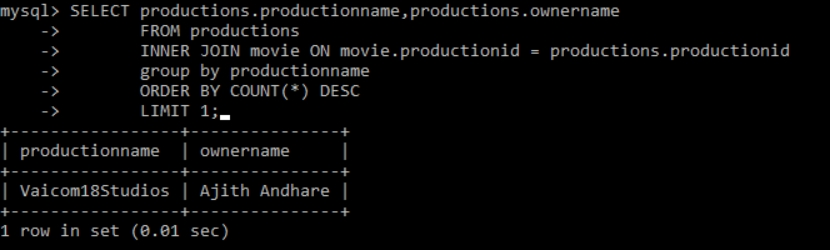 mysql> SELECT productions.productionname,productions.ownername
    ->        FROM productions
    ->        INNER JOIN movie ON movie.productionid = productions.productionid
    ->        group by productionname
    ->        ORDER BY COUNT(*) DESC
    ->        LIMIT 1;
+-----------------+---------------+
| productionname  | ownername     |
+-----------------+---------------+
| Vaicom18Studios | Ajith Andhare |
+-----------------+---------------+
1 row in set (0.01 sec)